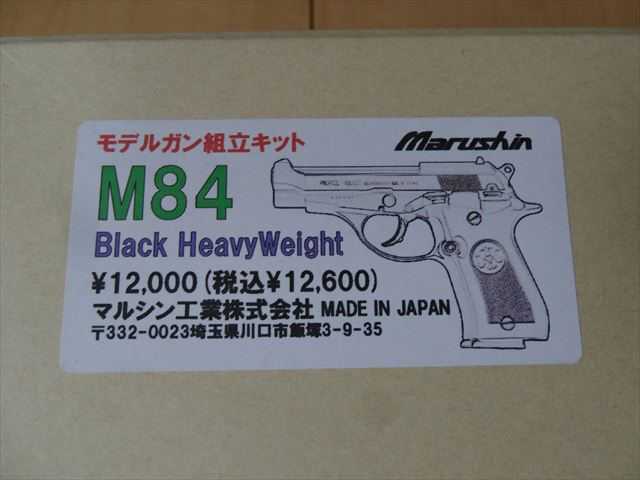 モデルガン組立キット
Marushin
M84
Black HeavyWeight
¥12,000(税込¥12,600)
マルシン工業株式会社 MADE IN JAPAN
〒332-0023埼玉県川口市飯塚3-9-35